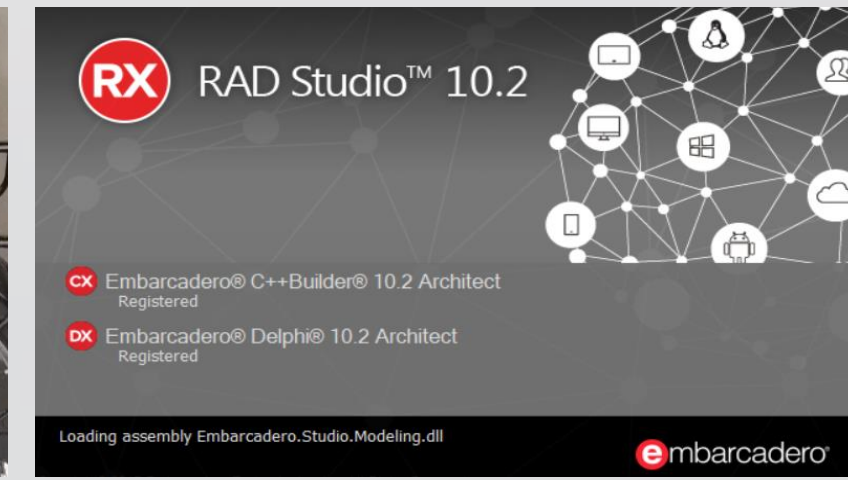 RX RAD Studio™ 10.2
CX Embarcadero® C++Builder® 10.2 Architect
Registered
DX Embarcadero® Delphi® 10.2 Architect
Registered
Loading assembly Embarcadero.Studio.Modeling.dll
embarcadero®